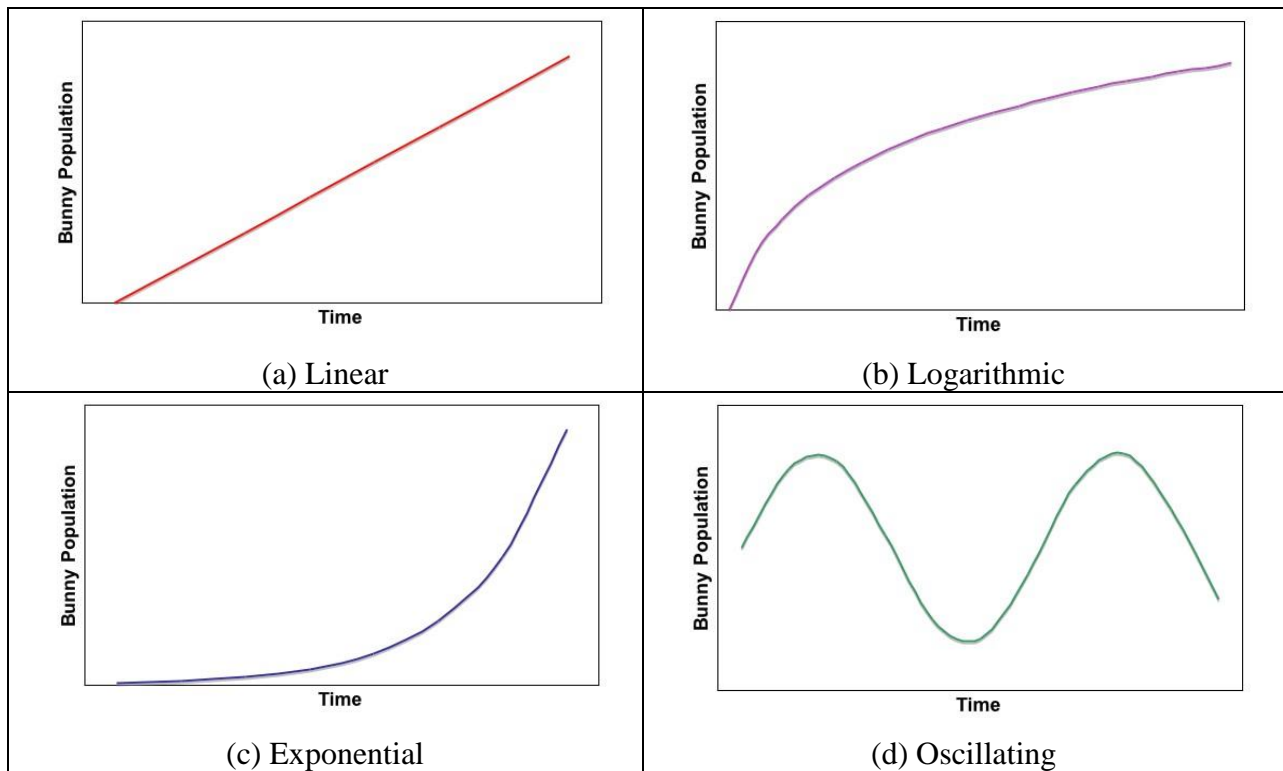 Bunny Population
Time
(a) Linear
Bunny Population
Time
(b) Logarithmic
Bunny Population
Time
(c) Exponential
Bunny Population
Time
(d) Oscillating